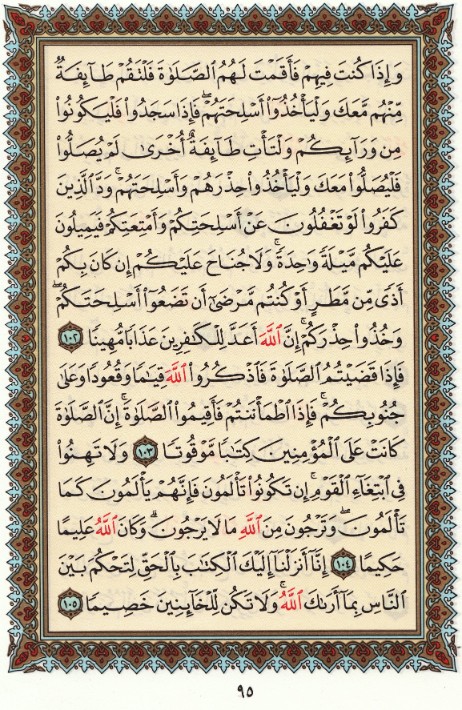 وَإِذَا كُنتَ فِيهِمْ فَأَقَمْتَ لَهُمُ ٱلصَّلَوٰةَ فَلْتَقُمْ طَآئِفَةٌ
مِّنْهُم مَّعَكَ وَلْيَأْخُذُوٓا۟ أَسْلِحَتَهُمْ ۖ فَإِذَا سَجَدُوا۟ فَلْيَكُونُوا۟
مِن وَرَآئِكُمْ وَلْتَأْتِ طَآئِفَةٌ أُخْرَىٰ لَمْ يُصَلُّوا۟
فَلْيُصَلُّوا۟ مَعَكَ وَلْيَأْخُذُوا۟ حِذْرَهُمْ وَأَسْلِحَتَهُمْ ۗ وَدَّ ٱلَّذِينَ
كَفَرُوا۟ لَوْ تَغْفُلُونَ عَنْ أَسْلِحَتِكُمْ وَأَمْتِعَتِكُمْ فَيَمِيلُونَ
عَلَيْكُم مَّيْلَةً وَٰحِدَةً ۚ وَلَا جُنَاحَ عَلَيْكُمْ إِن كَانَ بِكُمْ
أَذًى مِّن مَّطَرٍ أَوْ كُنتُم مَّرْضَىٰٓ أَن تَضَعُوٓا۟ أَسْلِحَتَكُمْ ۖ
وَخُذُوا۟ حِذْرَكُمْ ۗ إِنَّ ٱللَّهَ أَعَدَّ لِلْكَٰفِرِينَ عَذَابًا مُّهِينًا ١٠٢
فَإِذَا قَضَيْتُمُ ٱلصَّلَوٰةَ فَٱذْكُرُوا۟ ٱللَّهَ قِيَٰمًا وَقُعُودًا وَعَلَىٰ
جُنُوبِكُمْ ۚ فَإِذَا ٱطْمَأْنَنتُمْ فَأَقِيمُوا۟ ٱلصَّلَوٰةَ ۚ إِنَّ ٱلصَّلَوٰةَ
كَانَتْ عَلَى ٱلْمُؤْمِنِينَ كِتَٰبًا مَّوْقُوتًا ١٠٣ وَلَا تَهِنُوا۟
فِى ٱبْتِغَآءِ ٱلْقَوْمِ ۖ إِن تَكُونُوا۟ تَأْلَمُونَ فَإِنَّهُمْ يَأْلَمُونَ كَمَا
تَأْلَمُونَ ۖ وَتَرْجُونَ مِنَ ٱللَّهِ مَا لَا يَرْجُونَ ۗ وَكَانَ ٱللَّهُ عَلِيمًا
حَكِيمًا ١٠٤ إِنَّآ أَنزَلْنَآ إِلَيْكَ ٱلْكِتَٰبَ بِٱلْحَقِّ لِتَحْكُمَ بَيْنَ
ٱلنَّاسِ بِمَآ أَرَىٰكَ ٱللَّهُ ۚ وَلَا تَكُن لِّلْخَآئِنِينَ خَصِيمًا ١٠٥
٩٥